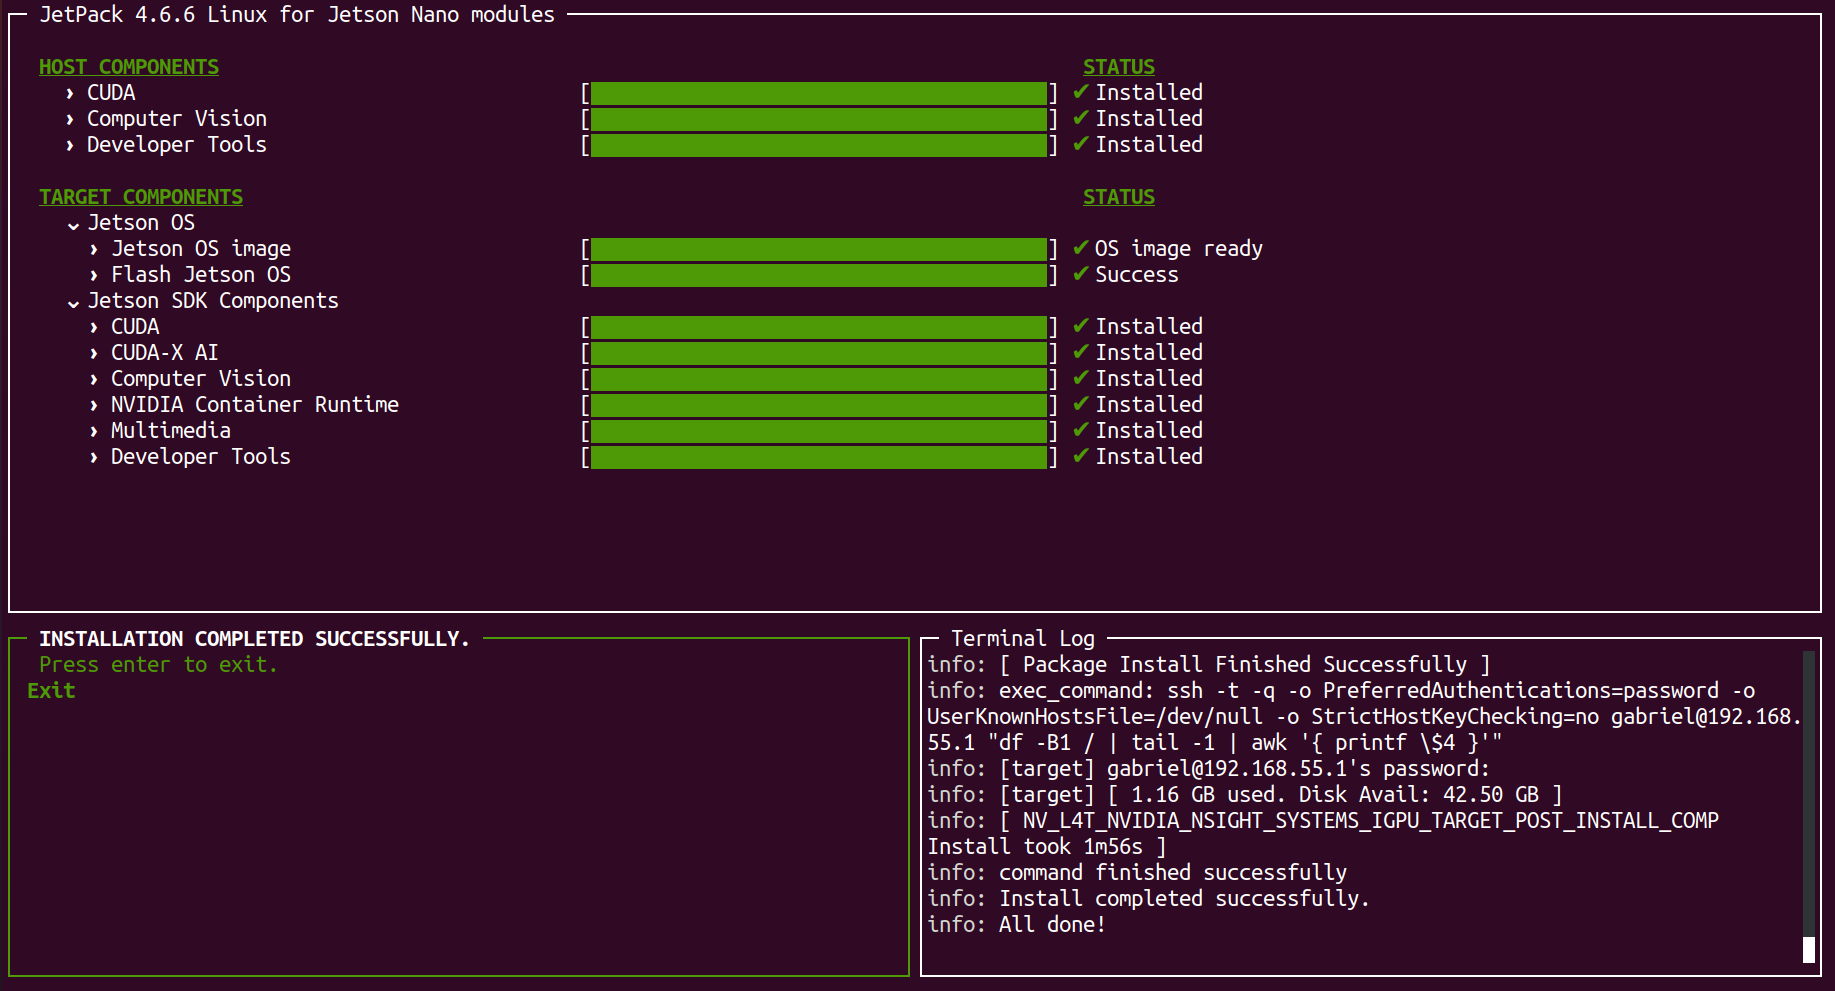 JetPack 4.6.6 Linux for Jetson Nano modules
HOST COMPONENTS STATUS
› CUDA [ ] ✔ Installed
› Computer Vision [ ] ✔ Installed
› Developer Tools [ ] ✔ Installed
TARGET COMPONENTS STATUS
⌄ Jetson OS
› Jetson OS image [ ] ✔ OS image ready
› Flash Jetson OS [ ] ✔ Success
⌄ Jetson SDK Components
› CUDA [ ] ✔ Installed
› CUDA-X AI [ ] ✔ Installed
› Computer Vision [ ] ✔ Installed
› NVIDIA Container Runtime [ ] ✔ Installed
› Multimedia [ ] ✔ Installed
› Developer Tools [ ] ✔ Installed
INSTALLATION COMPLETED SUCCESSFULLY.
Press enter to exit.
Exit
Terminal Log
info: [ Package Install Finished Successfully ]
info: exec_command: ssh -t -q -o PreferredAuthentications=password -o
UserKnownHostsFile=/dev/null -o StrictHostKeyChecking=no gabriel@192.168.
55.1 "df -B1 / | tail -1 | awk '{ printf \$4 }'"
info: [target] gabriel@192.168.55.1's password:
info: [target] [ 1.16 GB used. Disk Avail: 42.50 GB ]
info: [ NV_L4T_NVIDIA_NSIGHT_SYSTEMS_IGPU_TARGET_POST_INSTALL_COMP
Install took 1m56s ]
info: command finished successfully
info: Install completed successfully.
info: All done!